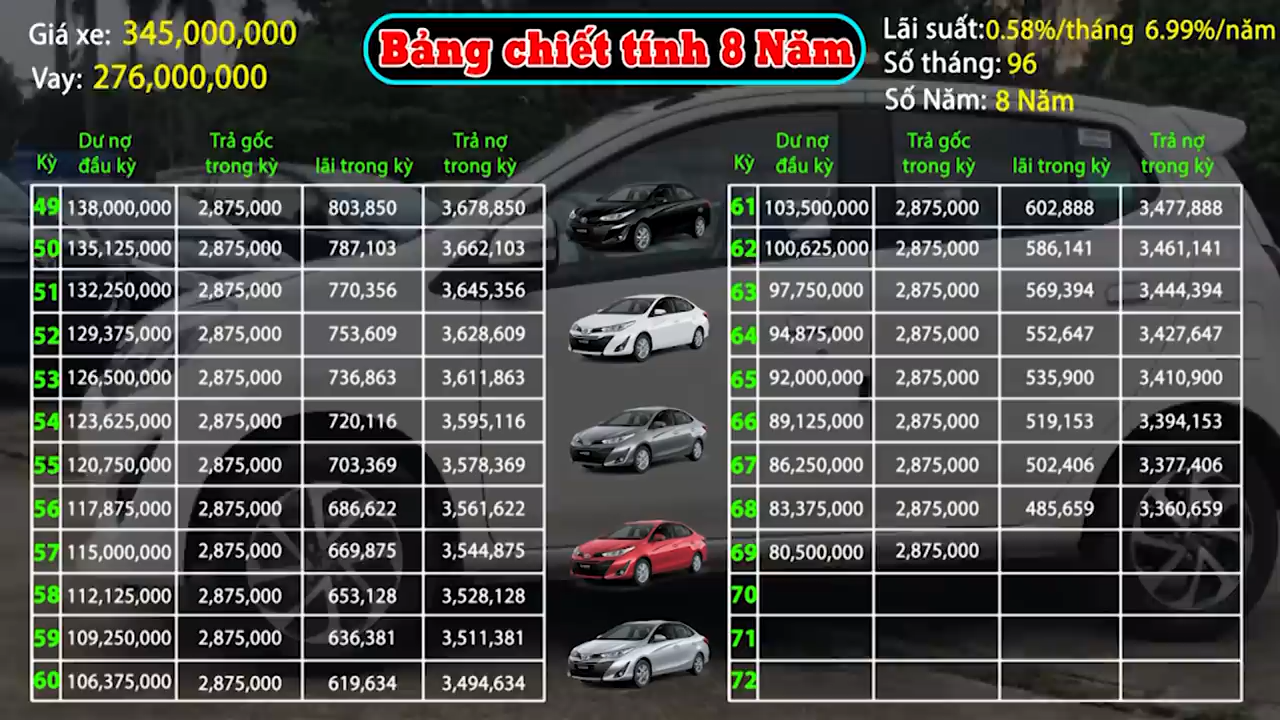 Giá xe: 345,000,000
Vay: 276,000,000
Bảng chiết tính 8 Năm
Lãi suất:0.58%/tháng 6.99%/năm
Số tháng: 96
Số Năm: 8 Năm
Kỳ Dư nợ đầu kỳ Trả gốc trong kỳ lãi trong kỳ Trả nợ trong kỳ
49 138,000,000 2,875,000 803,850 3,678,850
50 135,125,000 2,875,000 787,103 3,662,103
51 132,250,000 2,875,000 770,356 3,645,356
52 129,375,000 2,875,000 753,609 3,628,609
53 126,500,000 2,875,000 736,863 3,611,863
54 123,625,000 2,875,000 720,116 3,595,116
55 120,750,000 2,875,000 703,369 3,578,369
56 117,875,000 2,875,000 686,622 3,561,622
57 115,000,000 2,875,000 669,875 3,544,875
58 112,125,000 2,875,000 653,128 3,528,128
59 109,250,000 2,875,000 636,381 3,511,381
60 106,375,000 2,875,000 619,634 3,494,634
Kỳ Dư nợ đầu kỳ Trả gốc trong kỳ lãi trong kỳ Trả nợ trong kỳ
61 103,500,000 2,875,000 602,888 3,477,888
62 100,625,000 2,875,000 586,141 3,461,141
63 97,750,000 2,875,000 569,394 3,444,394
64 94,875,000 2,875,000 552,647 3,427,647
65 92,000,000 2,875,000 535,900 3,410,900
66 89,125,000 2,875,000 519,153 3,394,153
67 86,250,000 2,875,000 502,406 3,377,406
68 83,375,000 2,875,000 485,659 3,360,659
69 80,500,000 2,875,000
70
71
72